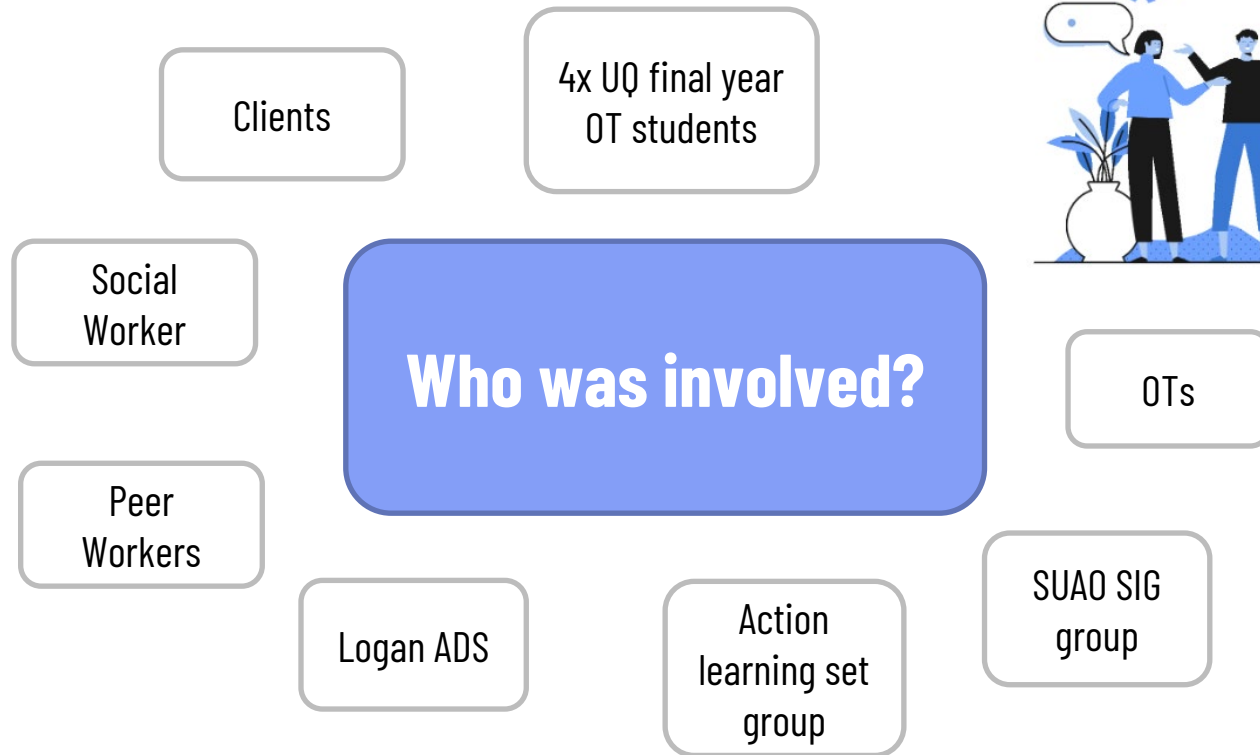 Clients
4x UQ final year
OT students
Social
Worker
Who was involved?
OTs
Peer
Workers
SUAO SIG
group
Logan ADS
Action
learning set
group